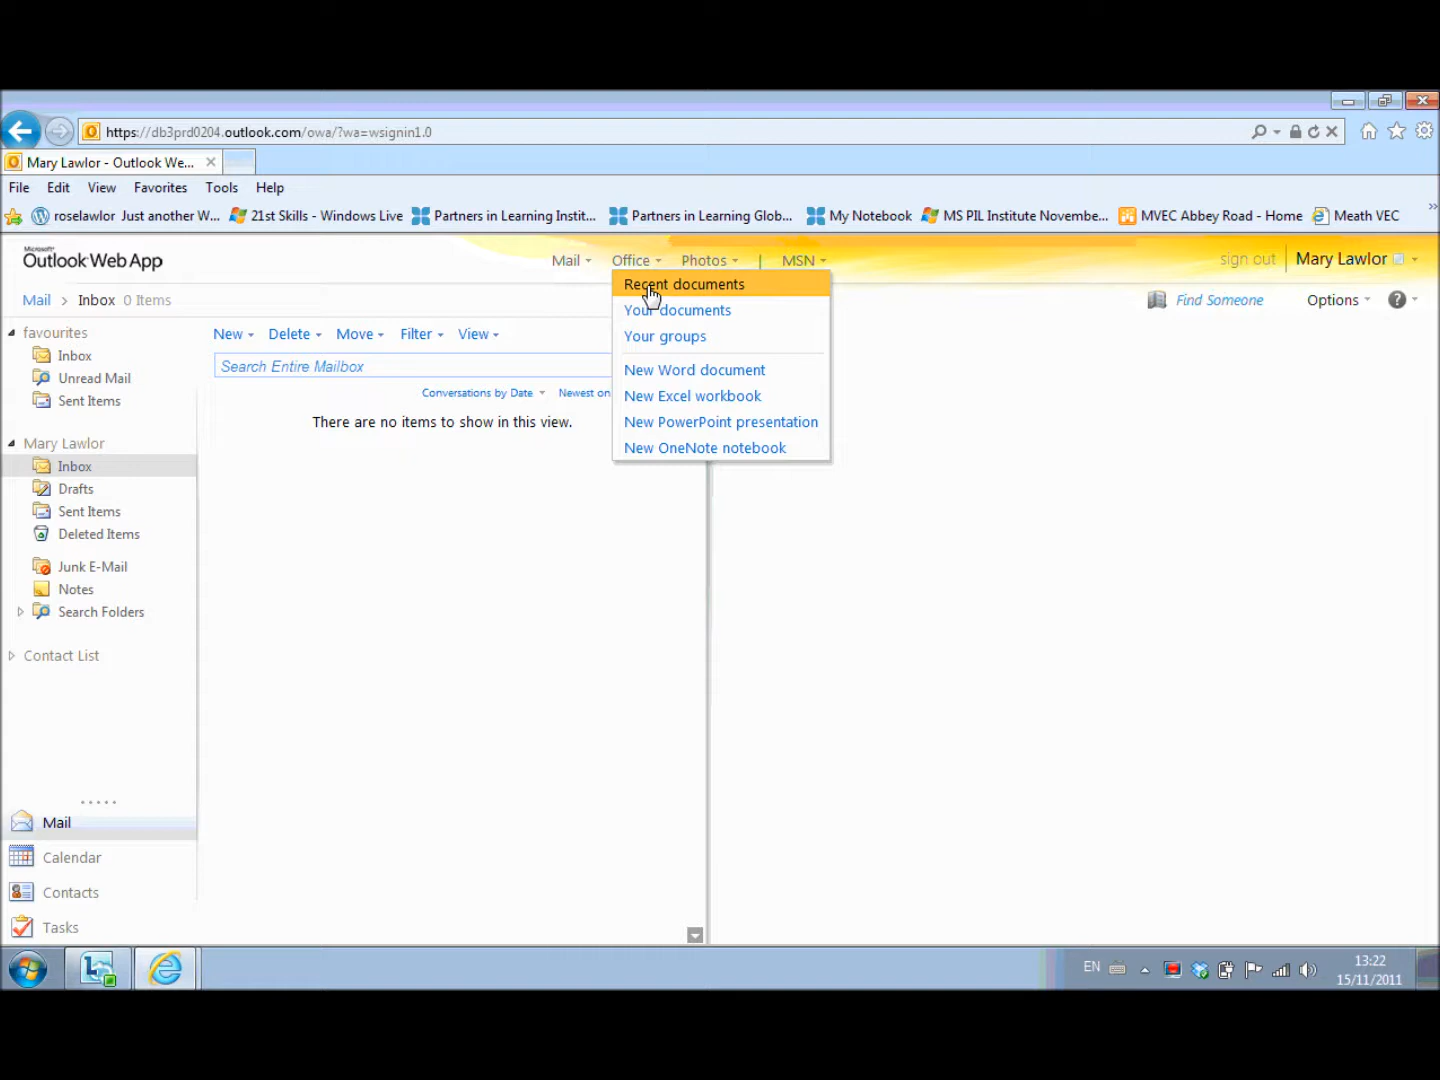 https://db3prd0204.outlook.com/owa/?wa=wsignin1.0
Mary Lawlor - Outlook We...
File Edit View Favorites Tools Help
roselawlor Just another W... 21st Skills - Windows Live Partners in Learning Instit... Partners in Learning Glob... My Notebook MS PIL Institute Novembe... MVEC Abbey Road - Home Meath VEC
Microsoft®
Outlook Web App
Mail Office Photos | MSN
sign out Mary Lawlor
Mail > Inbox 0 Items
Find Someone Options
favourites
Inbox
Unread Mail
Sent Items
Mary Lawlor
Inbox
Drafts
Sent Items
Deleted Items
Junk E-Mail
Notes
Search Folders
Contact List
Mail
Calendar
Contacts
Tasks
New Delete Move Filter View
Search Entire Mailbox
Conversations by Date Newest on
There are no items to show in this view.
Recent documents
Your documents
Your groups
New Word document
New Excel workbook
New PowerPoint presentation
New OneNote notebook
EN
13:22
15/11/2011